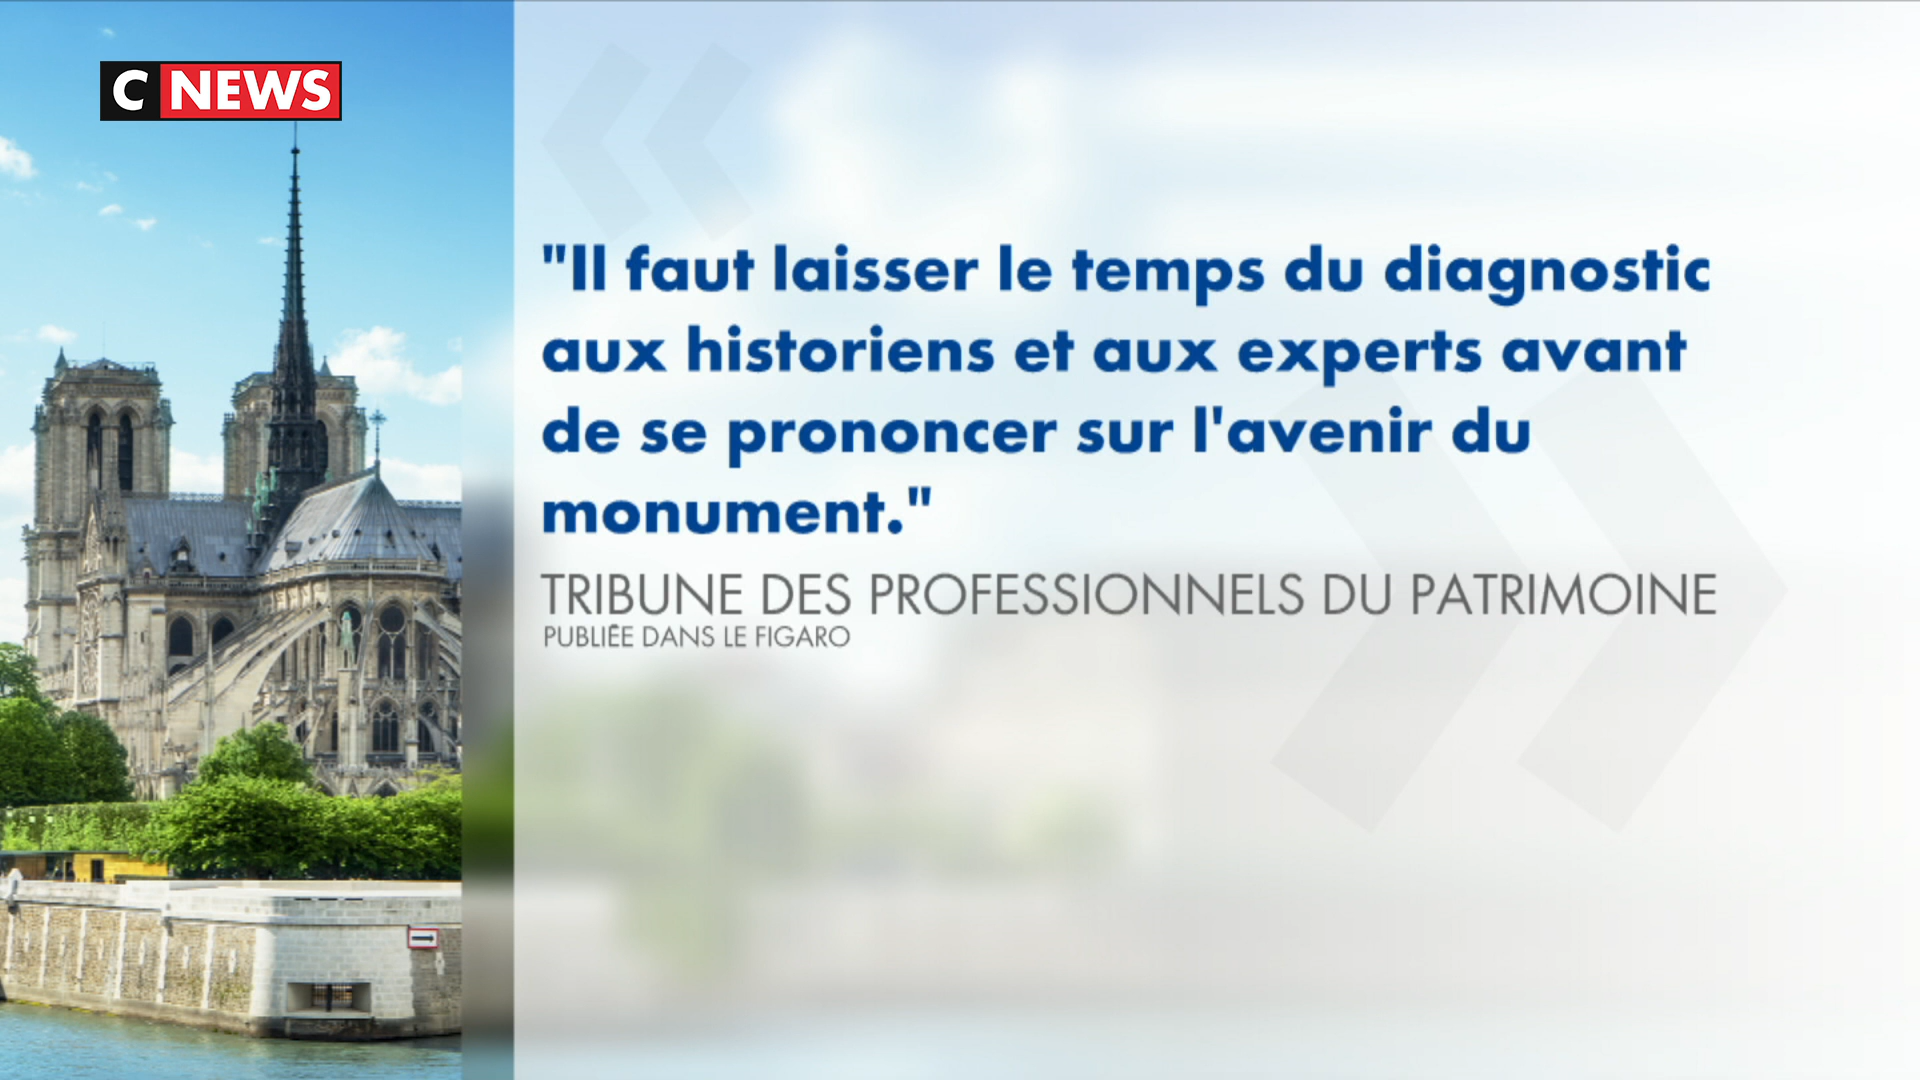 C NEWS
"Il faut laisser le temps du diagnostic
aux historiens et aux experts avant
de se prononcer sur l'avenir du
monument."
TRIBUNE DES PROFESSIONNELS DU PATRIMOINE
PUBLIÉE DANS LE FIGARO